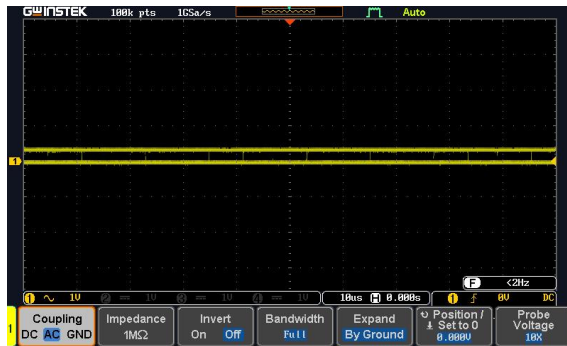 GWINSTEK 100k pts 1GSa/s Auto
1
F <2Hz
1 ∿ 1V 2 = 1V 3 = 1V 4 = 1V 10us H 0.000s 1 0V DC
1
Coupling Impedance Invert Bandwidth Expand Position / Probe
Set to 0 Voltage
DC AC GND 1MΩ On Off Full By Ground 0.000V 10X